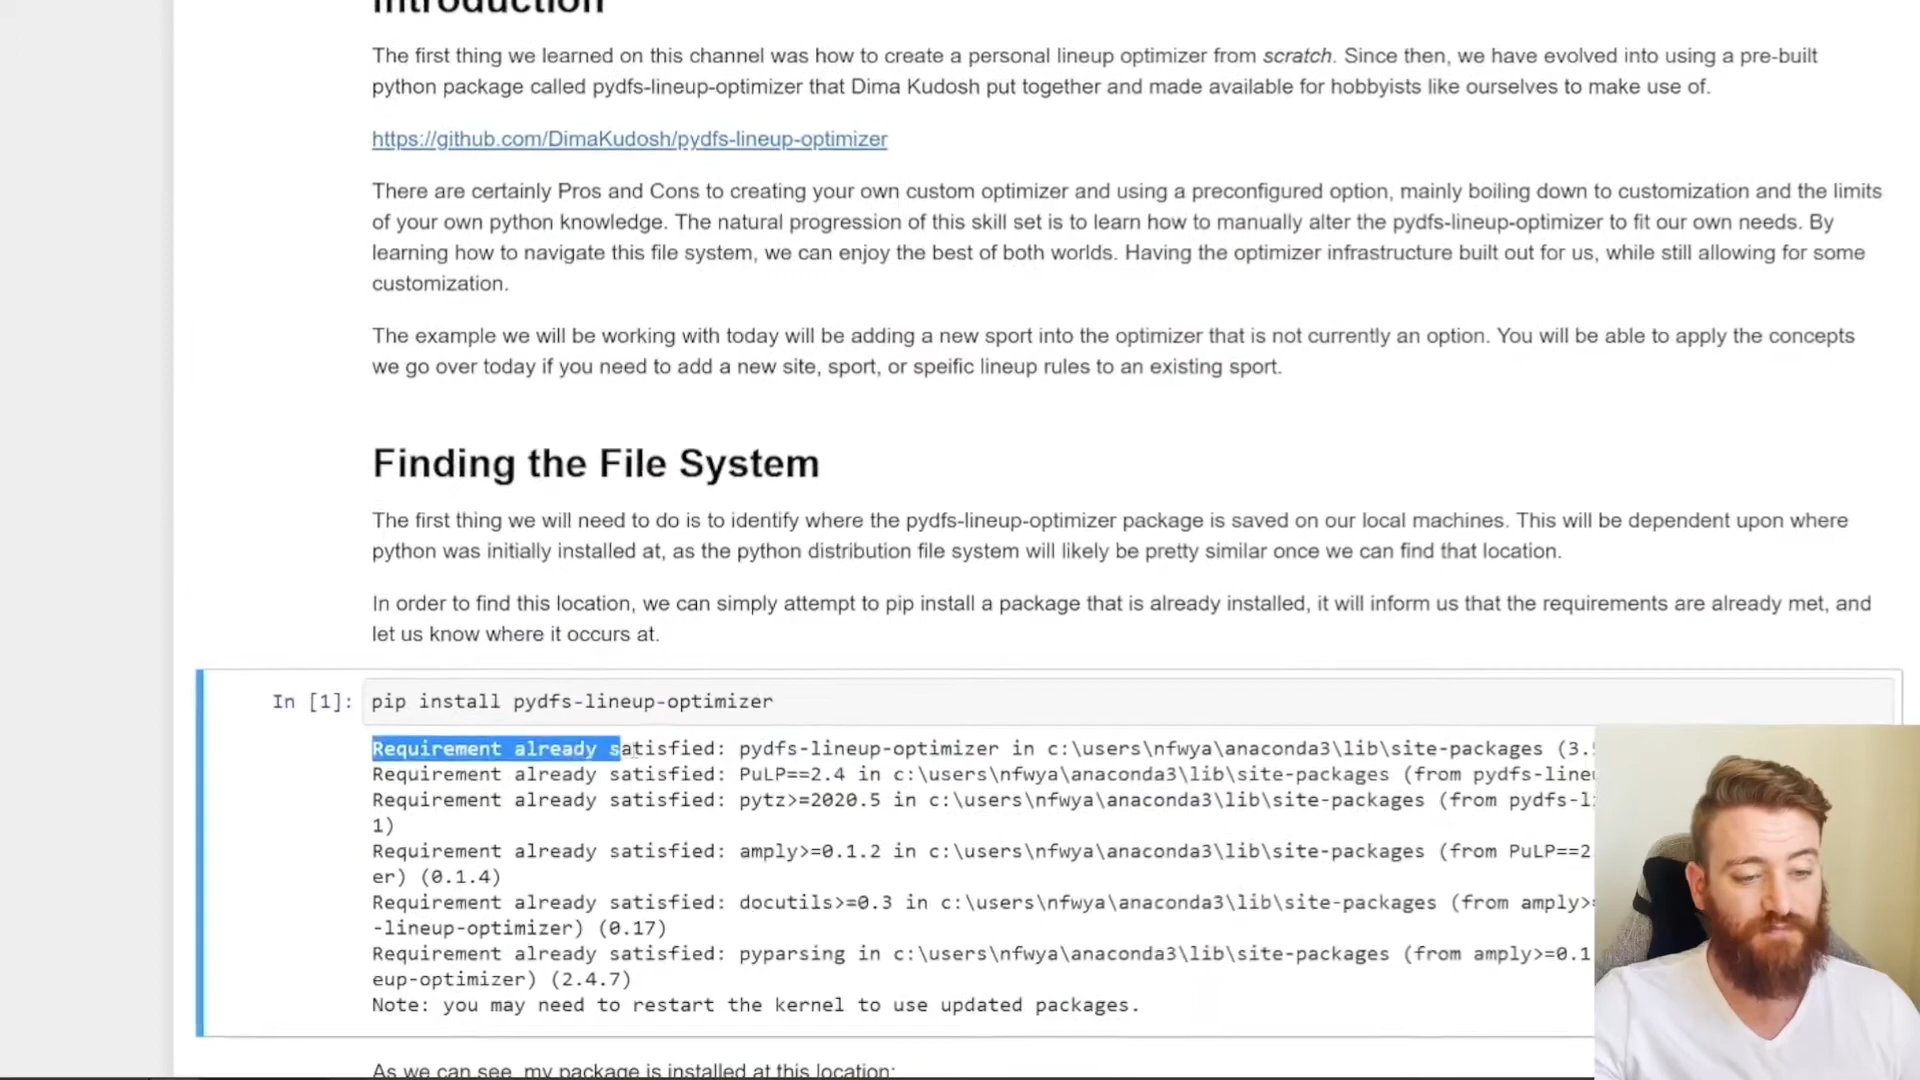 Introduction
The first thing we learned on this channel was how to create a personal lineup optimizer from scratch. Since then, we have evolved into using a pre-built
python package called pydfs-lineup-optimizer that Dima Kudosh put together and made available for hobbyists like ourselves to make use of.
https://github.com/DimaKudosh/pydfs-lineup-optimizer
There are certainly Pros and Cons to creating your own custom optimizer and using a preconfigured option, mainly boiling down to customization and the limits
of your own python knowledge. The natural progression of this skill set is to learn how to manually alter the pydfs-lineup-optimizer to fit our own needs. By
learning how to navigate this file system, we can enjoy the best of both worlds. Having the optimizer infrastructure built out for us, while still allowing for some
customization.
The example we will be working with today will be adding a new sport into the optimizer that is not currently an option. You will be able to apply the concepts
we go over today if you need to add a new site, sport, or speific lineup rules to an existing sport.
Finding the File System
The first thing we will need to do is to identify where the pydfs-lineup-optimizer package is saved on our local machines. This will be dependent upon where
python was initially installed at, as the python distribution file system will likely be pretty similar once we can find that location.
In order to find this location, we can simply attempt to pip install a package that is already installed, it will inform us that the requirements are already met, and
let us know where it occurs at.
In [1]: pip install pydfs-lineup-optimizer
Requirement already satisfied: pydfs-lineup-optimizer in c:\users\nfwya\anaconda3\lib\site-packages (3.
Requirement already satisfied: PuLP==2.4 in c:\users\nfwya\anaconda3\lib\site-packages (from pydfs-line
Requirement already satisfied: pytz>=2020.5 in c:\users\nfwya\anaconda3\lib\site-packages (from pydfs-l
1)
Requirement already satisfied: amply>=0.1.2 in c:\users\nfwya\anaconda3\lib\site-packages (from PuLP==2
er) (0.1.4)
Requirement already satisfied: docutils>=0.3 in c:\users\nfwya\anaconda3\lib\site-packages (from amply>
-lineup-optimizer) (0.17)
Requirement already satisfied: pyparsing in c:\users\nfwya\anaconda3\lib\site-packages (from amply>=0.1
eup-optimizer) (2.4.7)
Note: you may need to restart the kernel to use updated packages.
As we can see, my package is installed at this location: